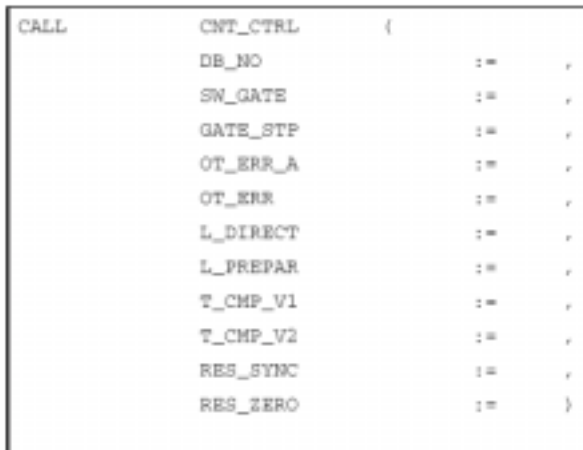 CALL CNT_CTRL (
DB_NO := ,
SW_GATE := ,
GATE_STP := ,
OT_ERR_A := ,
OT_ERR := ,
L_DIRECT := ,
L_PREPAR := ,
T_CMP_V1 := ,
T_CMP_V2 := ,
RES_SYNC := ,
RES_ZERO := )